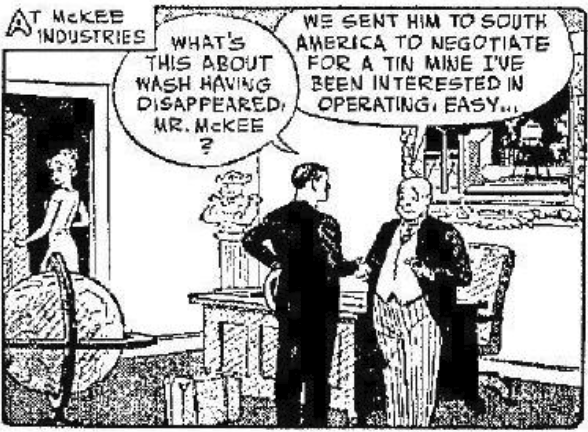 AT McKEE
INDUSTRIES
WHAT'S
THIS ABOUT
WASH HAVING
DISAPPEARED,
MR. McKEE
?
WE SENT HIM TO SOUTH
AMERICA TO NEGOTIATE
FOR A TIN MINE I'VE
BEEN INTERESTED IN
OPERATING, EASY...